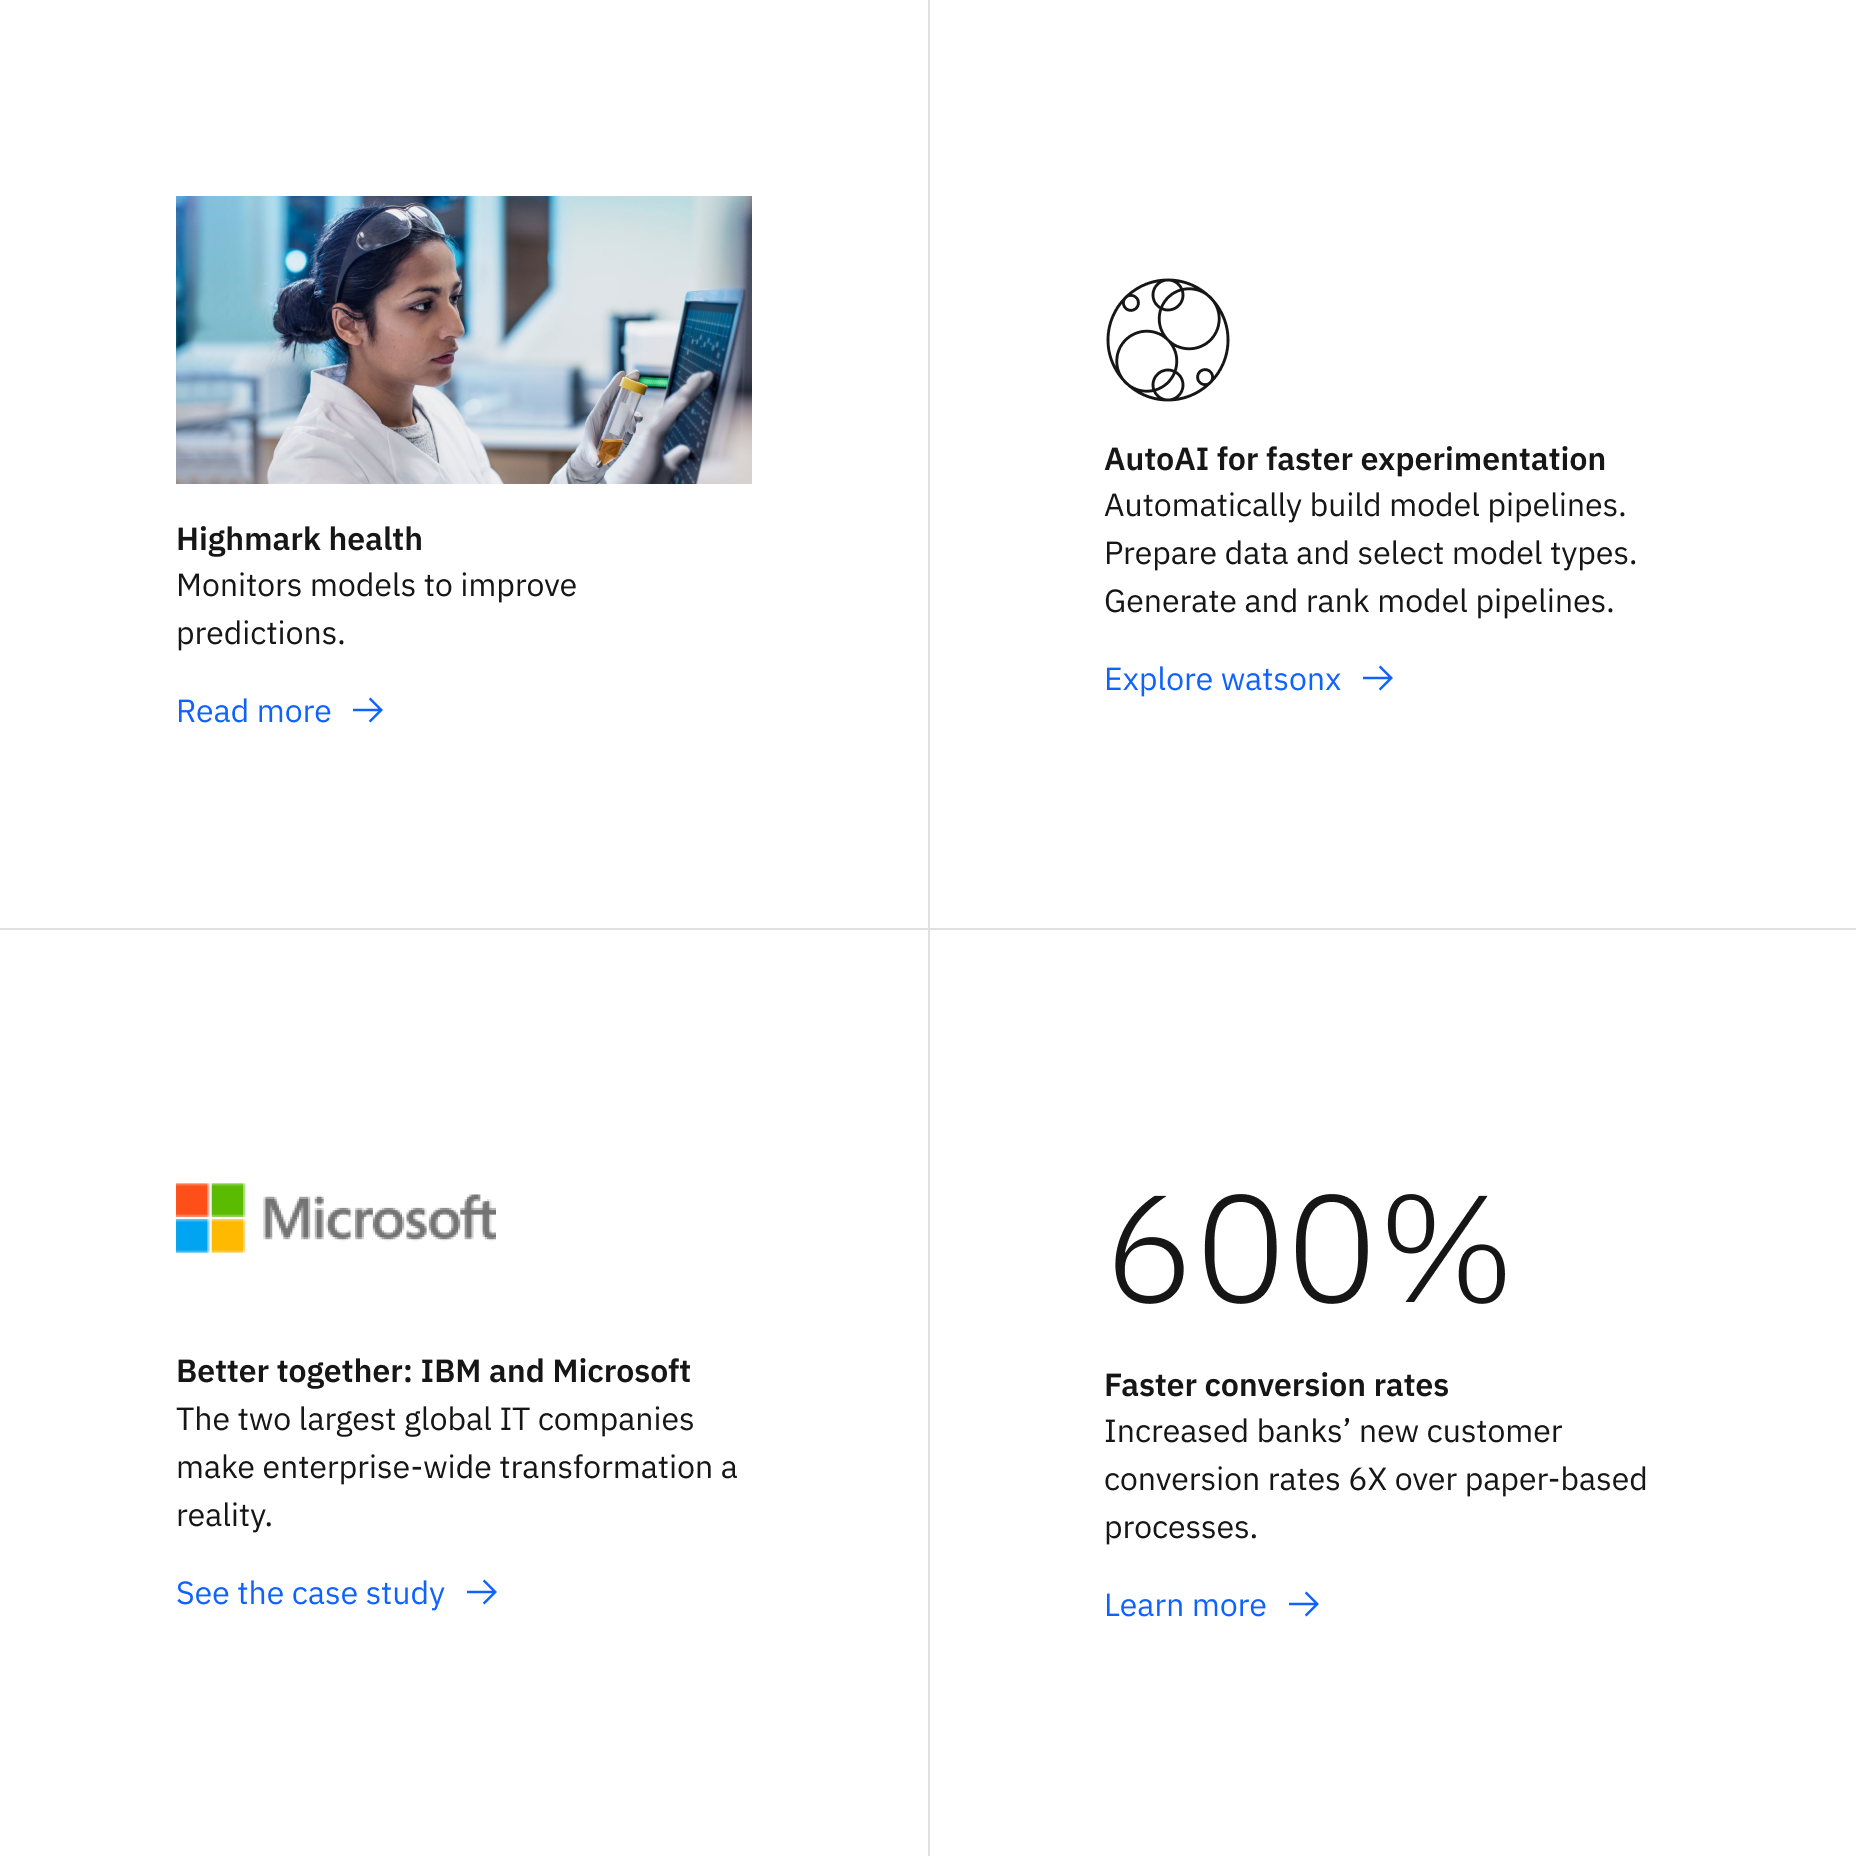 Highmark health
Monitors models to improve
predictions.
Read more
AutoAI for faster experimentation
Automatically build model pipelines.
Prepare data and select model types.
Generate and rank model pipelines.
Explore watsonx
Microsoft
Better together: IBM and Microsoft
The two largest global IT companies
make enterprise-wide transformation a
reality.
See the case study
600%
Faster conversion rates
Increased banks’ new customer
conversion rates 6X over paper-based
processes.
Learn more